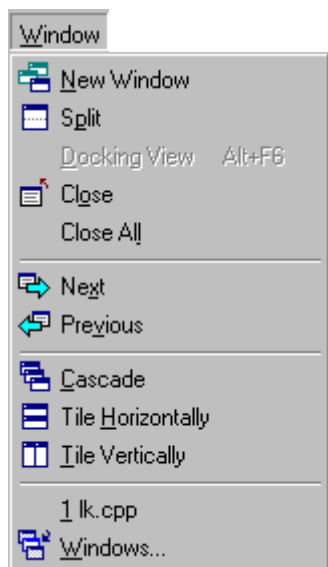 Window
New Window
Split
Docking View Alt+F6
Close
Close All
Next
Previous
Cascade
Tile Horizontally
Tile Vertically
1 lk.cpp
Windows...